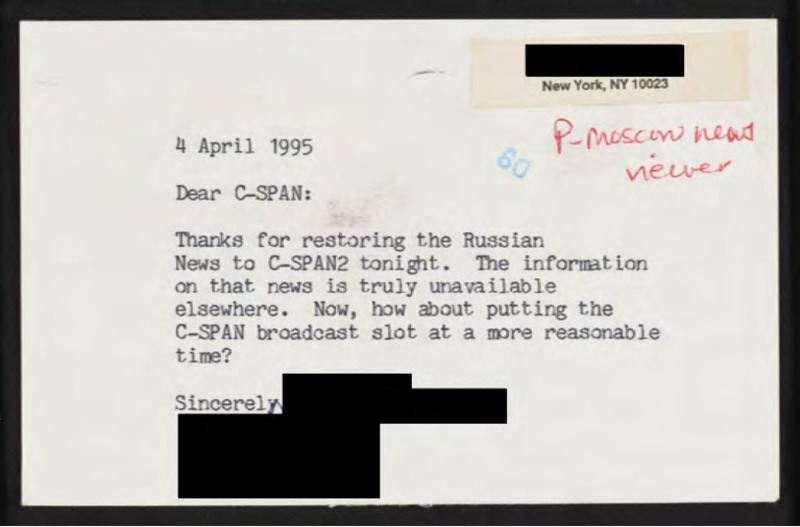 New York, NY 10023
4 April 1995
60
P-moscow news
viewer
Dear C-SPAN:
Thanks for restoring the Russian
News to C-SPAN2 tonight. The information
on that news is truly unavailable
elsewhere. Now, how about putting the
C-SPAN broadcast slot at a more reasonable
time?
Sincerely